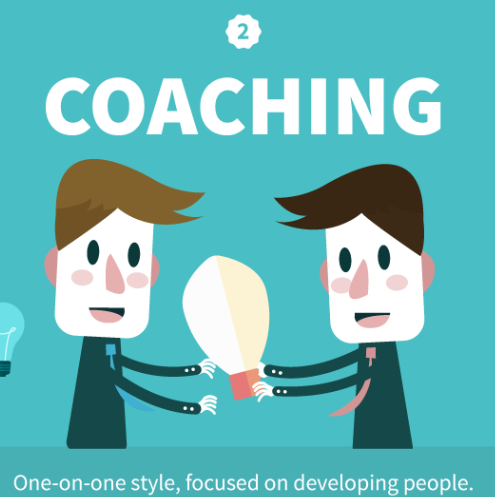 2
COACHING
One-on-one style, focused on developing people.